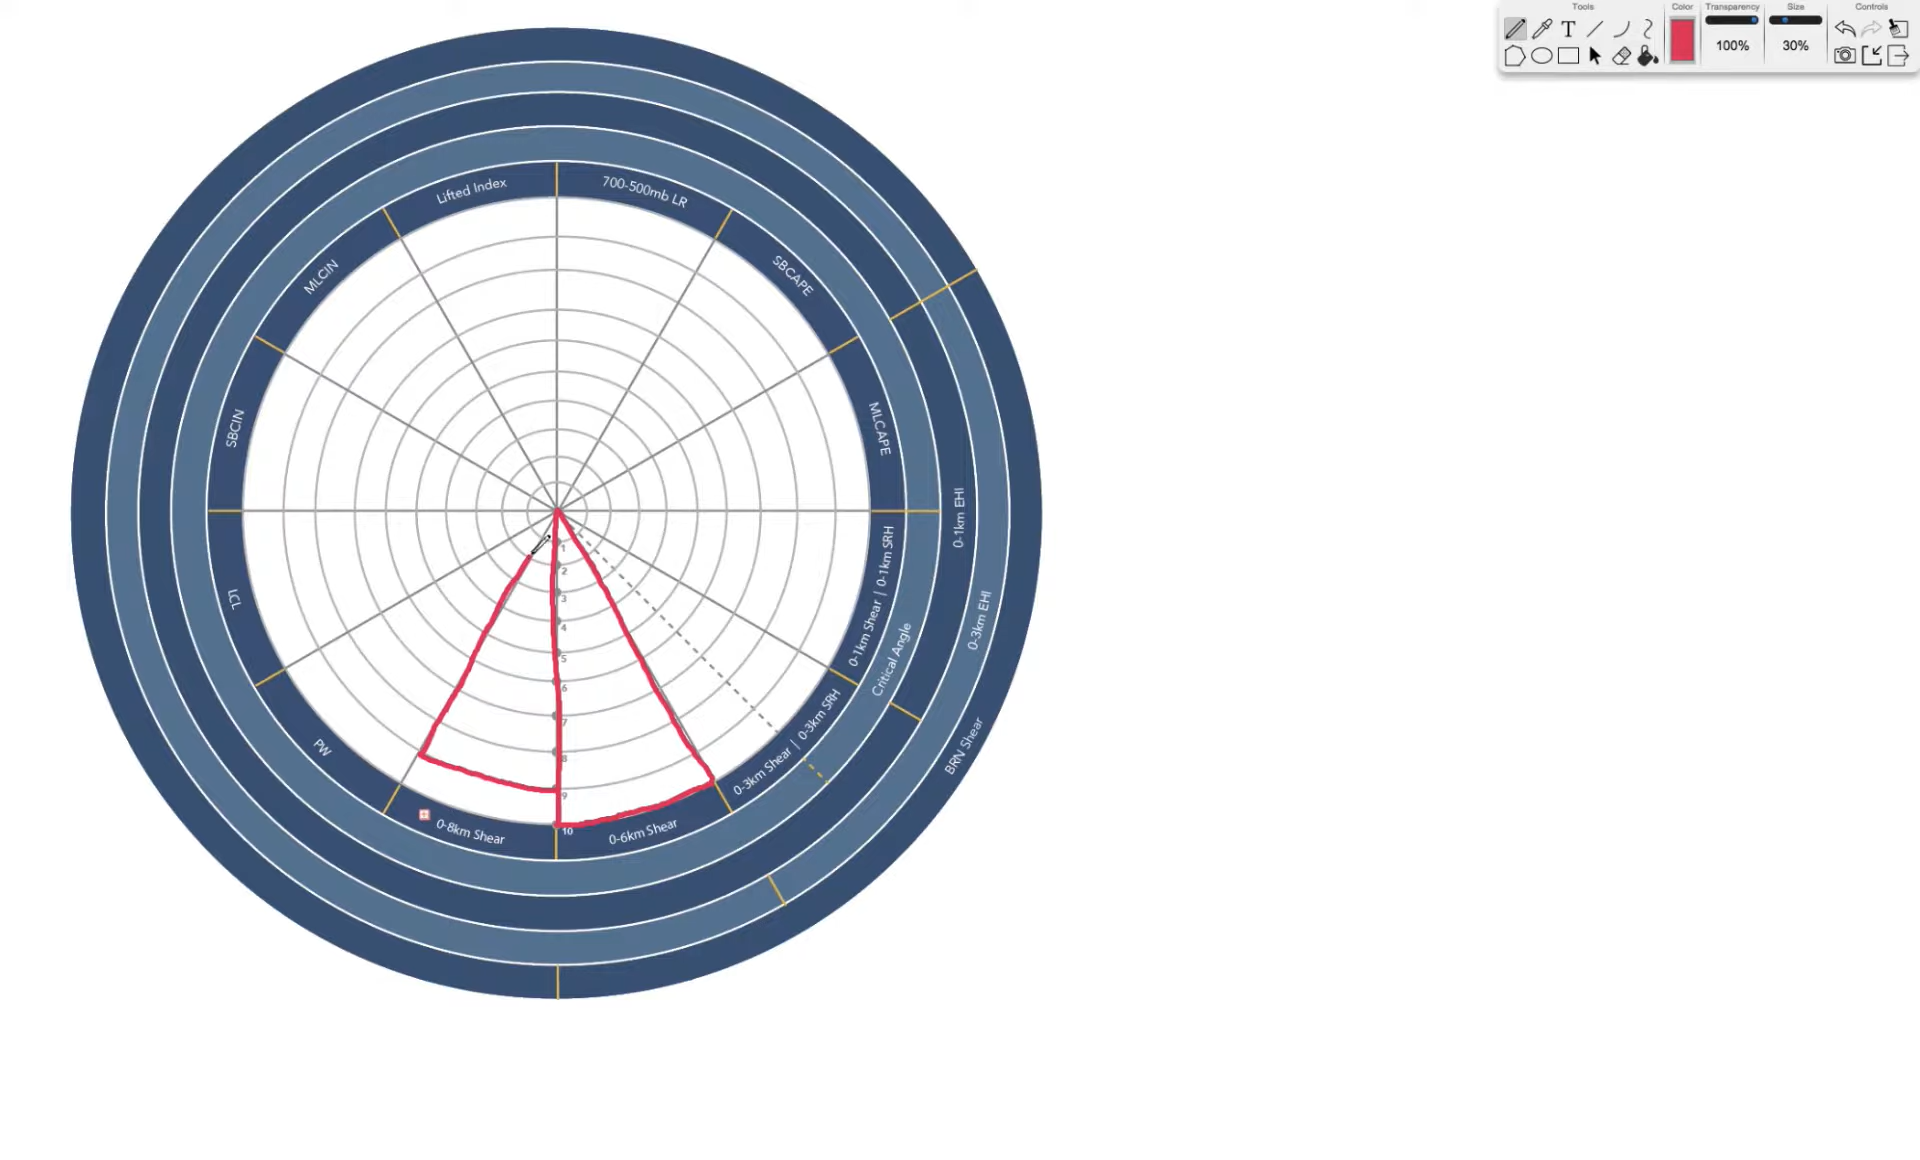 Tools
Color
Transparency
Size
Controls
100%
30%
Lifted Index
700-500mb LR
MLCIN
SBCAPE
SBCIN
MLCAPE
0-1km EHI
0-1km Shear | 0-1km SRH
LCL
0-3km EHI
Critical Angle
0-3km Shear | 0-3km SRH
BRN Shear
PW
0-8km Shear
0-6km Shear
1
2
3
4
5
6
7
8
9
10